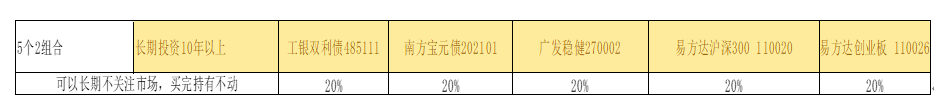 5个2组合 长期投资10年以上 工银双利债485111 南方宝元债202101 广发稳健270002 易方达沪深300 110020 易方达创业板 110026
可以长期不关注市场，买完持有不动 20% 20% 20% 20% 20%